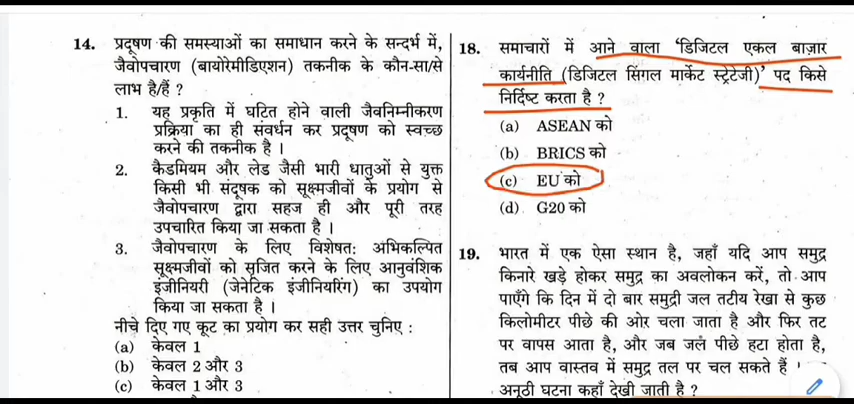 14. प्रदूषण की समस्याओं का समाधान करने के सन्दर्भ में,
जैवोपचारण (बायोरेमीडिएशन) तकनीक के कौन-सा/से
लाभ है/हैं ?
1. यह प्रकृति में घटित होने वाली जैवनिम्नीकरण
प्रक्रिया का ही संवर्धन कर प्रदूषण को स्वच्छ
करने की तकनीक है ।
2. कैडमियम और लेड जैसी भारी धातुओं से युक्त
किसी भी संदूषक को सूक्ष्मजीवों के प्रयोग से
जैवोपचारण द्वारा सहज ही और पूरी तरह
उपचारित किया जा सकता है ।
3. जैवोपचारण के लिए विशेषतः अभिकल्पित
सूक्ष्मजीवों को सृजित करने के लिए आनुवंशिक
इंजीनियरी (जेनेटिक इंजीनियरिंग) का उपयोग
किया जा सकता है ।
नीचे दिए गए कूट का प्रयोग कर सही उत्तर चुनिए :
(a) केवल 1
(b) केवल 2 और 3
(c) केवल 1 और 3
18. समाचारों में आने वाला ‘डिजिटल एकल बाज़ार
कार्यनीति (डिजिटल सिंगल मार्केट स्ट्रेटेजी)’ पद किसे
निर्दिष्ट करता है ?
(a) ASEAN को
(b) BRICS को
(c) EU को
(d) G20 को
19. भारत में एक ऐसा स्थान है, जहाँ यदि आप समुद्र
किनारे खड़े होकर समुद्र का अवलोकन करें, तो आप
पाएँगे कि दिन में दो बार समुद्री जल तटीय रेखा से कुछ
किलोमीटर पीछे की ओर चला जाता है और फिर तट
पर वापस आता है, और जब जल पीछे हटा होता है,
तब आप वास्तव में समुद्र तल पर चल सकते हैं ।
अनूठी घटना कहाँ देखी जाती है ?